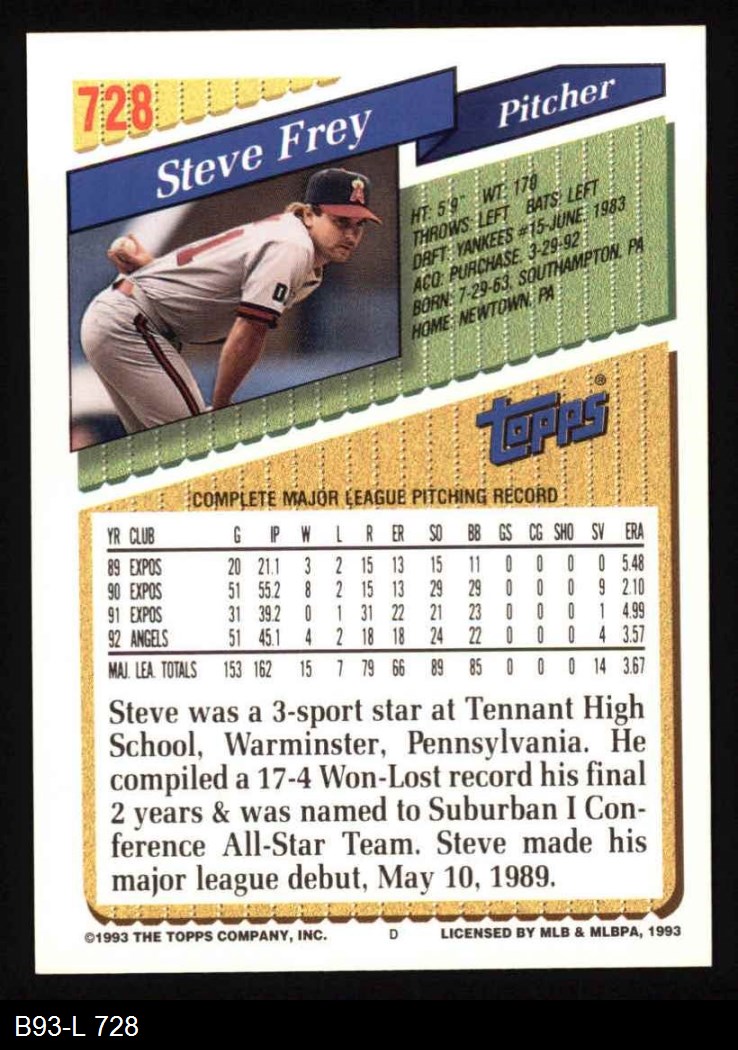 728
Steve Frey
Pitcher
HT: 5'9" WT: 170
THROWS: LEFT BATS: LEFT
DRFT: YANKEES #15-JUNE, 1983
ACQ: PURCHASE, 3-29-92
BORN: 7-29-63, SOUTHAMPTON, PA
HOME: NEWTOWN, PA
topps®
COMPLETE MAJOR LEAGUE PITCHING RECORD
YR CLUB G IP W L R ER SO BB GS CG SHO SV ERA
89 EXPOS 20 21.1 3 2 15 13 15 11 0 0 0 0 5.48
90 EXPOS 51 55.2 8 2 15 13 29 29 0 0 0 9 2.10
91 EXPOS 31 39.2 0 1 31 22 21 23 0 0 0 1 4.99
92 ANGELS 51 45.1 4 2 18 18 24 22 0 0 0 4 3.57
MAJ. LEA. TOTALS 153 162 15 7 79 66 89 85 0 0 0 14 3.67
Steve was a 3-sport star at Tennant High
School, Warminster, Pennsylvania. He
compiled a 17-4 Won-Lost record his final
2 years & was named to Suburban I Con-
ference All-Star Team. Steve made his
major league debut, May 10, 1989.
©1993 THE TOPPS COMPANY, INC. D LICENSED BY MLB & MLBPA, 1993
B93-L 728